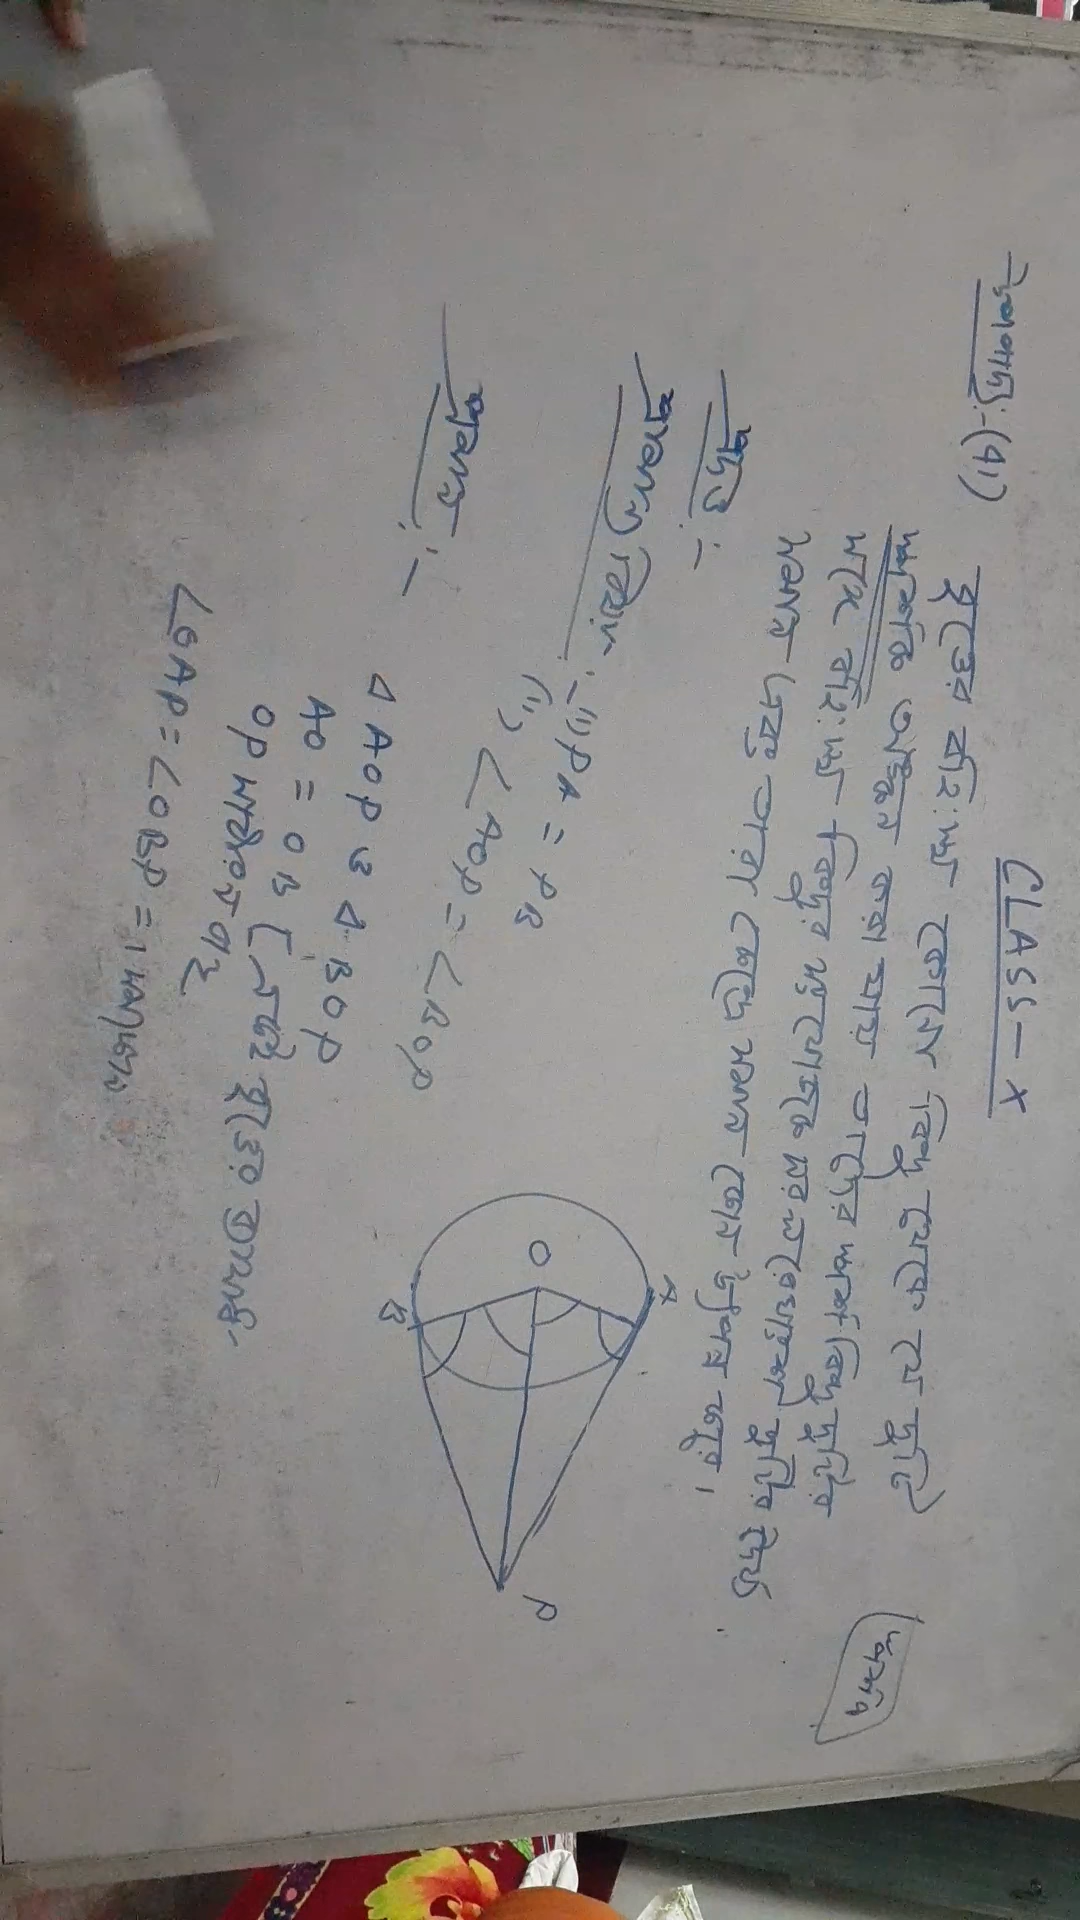 CLASS - X
উপপাদ্য :- (41)
বৃত্তের বহিঃস্থ কোনো বিন্দু থেকে যে দুটি
স্পর্শক অঙ্কন করা যায় তাদের স্পর্শবিন্দু দুটির
সঙ্গে বহিঃস্থ বিন্দুর সংযোজক সরলরেখাংশ দুটির দৈর্ঘ্য
সমান এবং তারা কেন্দ্রে সমান কোণ উৎপন্ন করে।
প্রদত্ত :-
প্রমাণ্য বিষয় :- (i) PA = PB
(ii) ∠AOP = ∠BOP
প্রমাণ :-
Δ AOP ও Δ BOP
AO = OB [একই বৃত্তের ব্যাসার্ধ
OP সাধারণ বাহু
∠OAP = ∠OBP = 1 সমকোণ
A
O
B
P